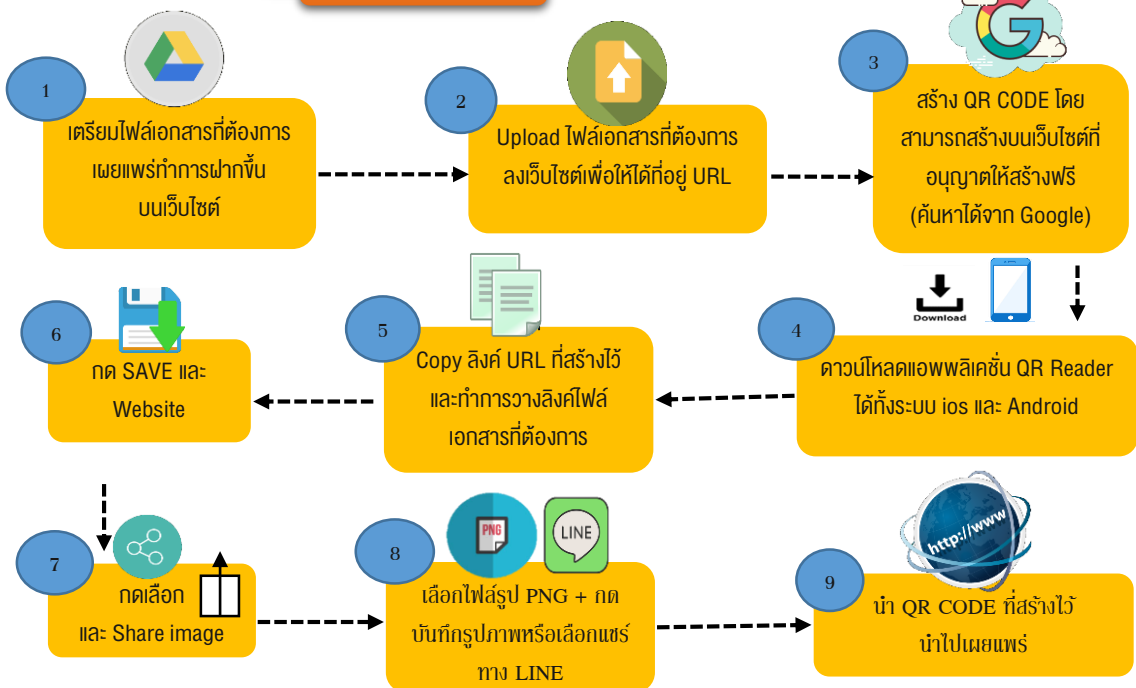 1
เตรียมไฟล์เอกสารที่ต้องการ
เผยแพร่ทำการฝากขึ้น
บนเว็บไซต์
2
Upload ไฟล์เอกสารที่ต้องการ
ลงเว็บไซต์เพื่อให้ได้ที่อยู่ URL
3
สร้าง QR CODE โดย
สามารถสร้างบนเว็บไซต์ที่
อนุญาตให้สร้างฟรี
(ค้นหาได้จาก Google)
Download
4
ดาวน์โหลดแอพพลิเคชั่น QR Reader
ได้ทั้งระบบ ios และ Android
5
Copy ลิงค์ URL ที่สร้างไว้
และทำการวางลิงค์ไฟล์
เอกสารที่ต้องการ
6
กด SAVE และ
Website
7
กดเลือก
และ Share image
8
PNG
LINE
เลือกไฟล์รูป PNG + กด
บันทึกรูปภาพหรือเลือกแชร์
ทาง LINE
http://www
9
นำ QR CODE ที่สร้างไว้
นำไปเผยแพร่